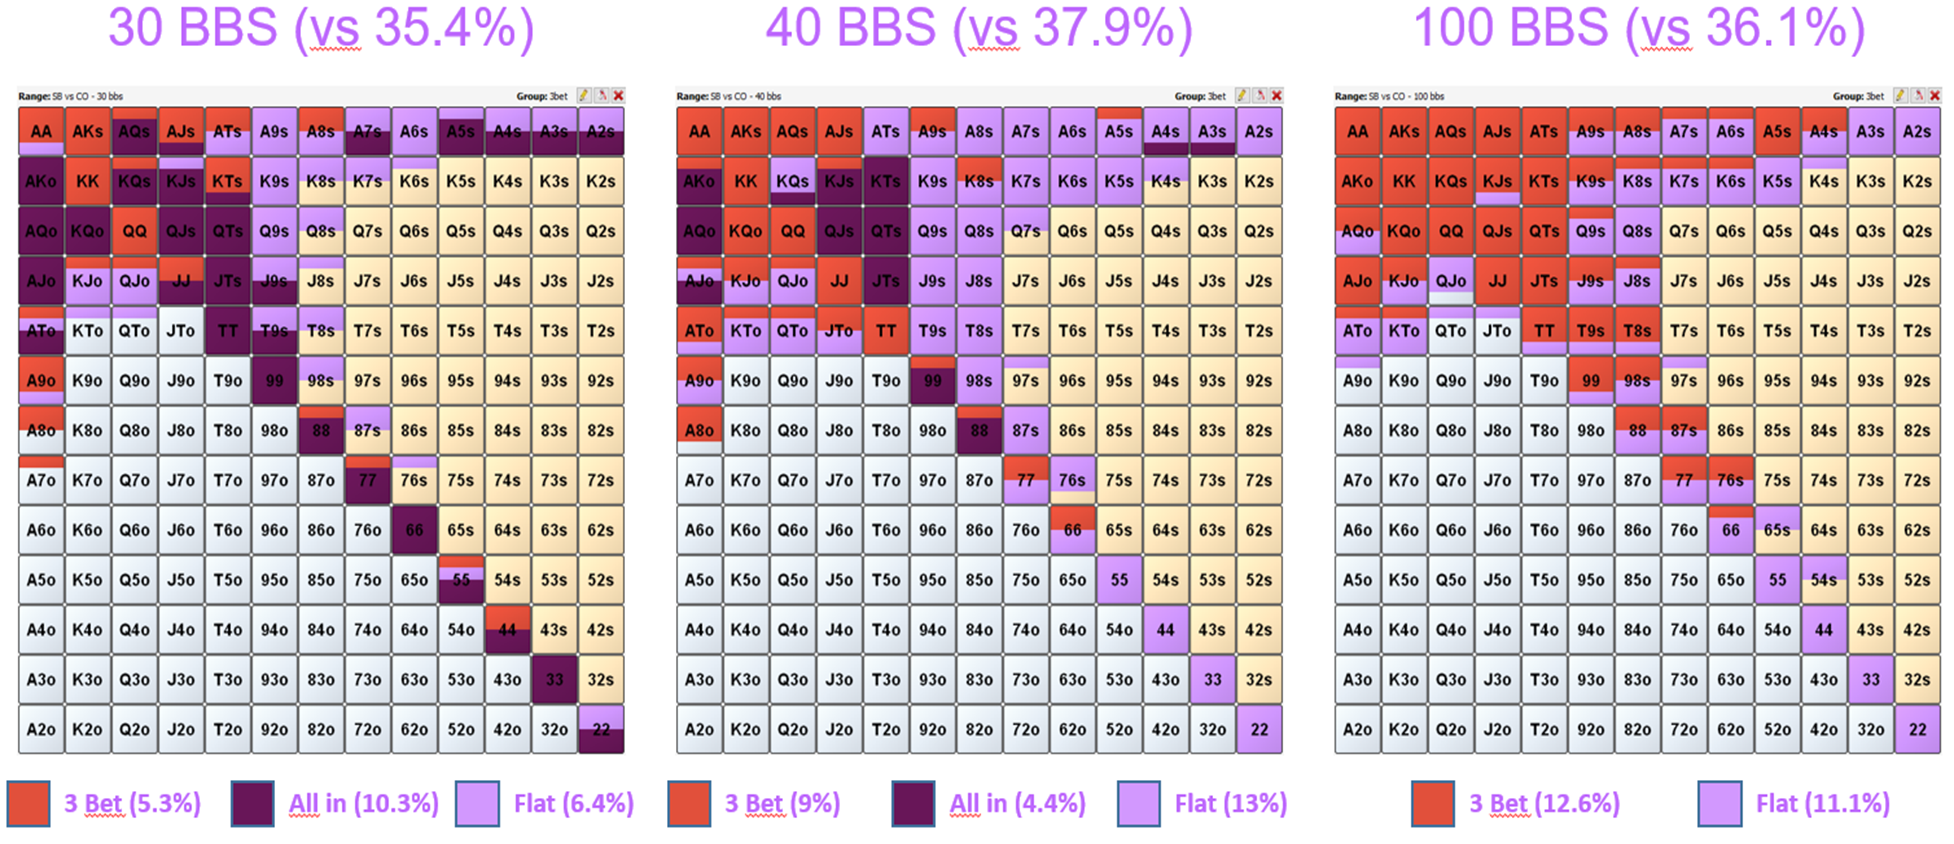 30 BBS (vs 35.4%) 40 BBS (vs 37.9%) 100 BBS (vs 36.1%)
Range: SB vs CO - 30 bbs Group: 3bet Range: SB vs CO - 40 bbs Group: 3bet Range: SB vs CO - 100 bbs Group: 3bet
AA AKs AQs AJs ATs A9s A8s A7s A6s A5s A4s A3s A2s AA AKs AQs AJs ATs A9s A8s A7s A6s A5s A4s A3s A2s AA AKs AQs AJs ATs A9s A8s A7s A6s A5s A4s A3s A2s
AKo KK KQs KJs KTs K9s K8s K7s K6s K5s K4s K3s K2s AKo KK KQs KJs KTs K9s K8s K7s K6s K5s K4s K3s K2s AKo KK KQs KJs KTs K9s K8s K7s K6s K5s K4s K3s K2s
AQo KQo QQ QJs QTs Q9s Q8s Q7s Q6s Q5s Q4s Q3s Q2s AQo KQo QQ QJs QTs Q9s Q8s Q7s Q6s Q5s Q4s Q3s Q2s AQo KQo QQ QJs QTs Q9s Q8s Q7s Q6s Q5s Q4s Q3s Q2s
AJo KJo QJo JJ JTs J9s J8s J7s J6s J5s J4s J3s J2s AJo KJo QJo JJ JTs J9s J8s J7s J6s J5s J4s J3s J2s AJo KJo QJo JJ JTs J9s J8s J7s J6s J5s J4s J3s J2s
ATo KTo QTo JTo TT T9s T8s T7s T6s T5s T4s T3s T2s ATo KTo QTo JTo TT T9s T8s T7s T6s T5s T4s T3s T2s ATo KTo QTo JTo TT T9s T8s T7s T6s T5s T4s T3s T2s
A9o K9o Q9o J9o T9o 99 98s 97s 96s 95s 94s 93s 92s A9o K9o Q9o J9o T9o 99 98s 97s 96s 95s 94s 93s 92s A9o K9o Q9o J9o T9o 99 98s 97s 96s 95s 94s 93s 92s
A8o K8o Q8o J8o T8o 98o 88 87s 86s 85s 84s 83s 82s A8o K8o Q8o J8o T8o 98o 88 87s 86s 85s 84s 83s 82s A8o K8o Q8o J8o T8o 98o 88 87s 86s 85s 84s 83s 82s
A7o K7o Q7o J7o T7o 97o 87o 77 76s 75s 74s 73s 72s A7o K7o Q7o J7o T7o 97o 87o 77 76s 75s 74s 73s 72s A7o K7o Q7o J7o T7o 97o 87o 77 76s 75s 74s 73s 72s
A6o K6o Q6o J6o T6o 96o 86o 76o 66 65s 64s 63s 62s A6o K6o Q6o J6o T6o 96o 86o 76o 66 65s 64s 63s 62s A6o K6o Q6o J6o T6o 96o 86o 76o 66 65s 64s 63s 62s
A5o K5o Q5o J5o T5o 95o 85o 75o 65o 55 54s 53s 52s A5o K5o Q5o J5o T5o 95o 85o 75o 65o 55 54s 53s 52s A5o K5o Q5o J5o T5o 95o 85o 75o 65o 55 54s 53s 52s
A4o K4o Q4o J4o T4o 94o 84o 74o 64o 54o 44 43s 42s A4o K4o Q4o J4o T4o 94o 84o 74o 64o 54o 44 43s 42s A4o K4o Q4o J4o T4o 94o 84o 74o 64o 54o 44 43s 42s
A3o K3o Q3o J3o T3o 93o 83o 73o 63o 53o 43o 33 32s A3o K3o Q3o J3o T3o 93o 83o 73o 63o 53o 43o 33 32s A3o K3o Q3o J3o T3o 93o 83o 73o 63o 53o 43o 33 32s
A2o K2o Q2o J2o T2o 92o 82o 72o 62o 52o 42o 32o 22 A2o K2o Q2o J2o T2o 92o 82o 72o 62o 52o 42o 32o 22 A2o K2o Q2o J2o T2o 92o 82o 72o 62o 52o 42o 32o 22
3 Bet (5.3%) All in (10.3%) Flat (6.4%) 3 Bet (9%) All in (4.4%) Flat (13%) 3 Bet (12.6%) Flat (11.1%)